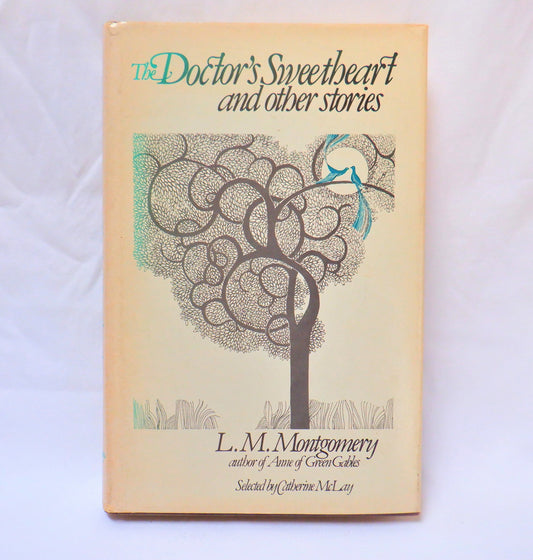 The Doctor's Sweetheart
and other stories
L. M. Montgomery
author of Anne of Green Gables
Selected by Catherine McLay